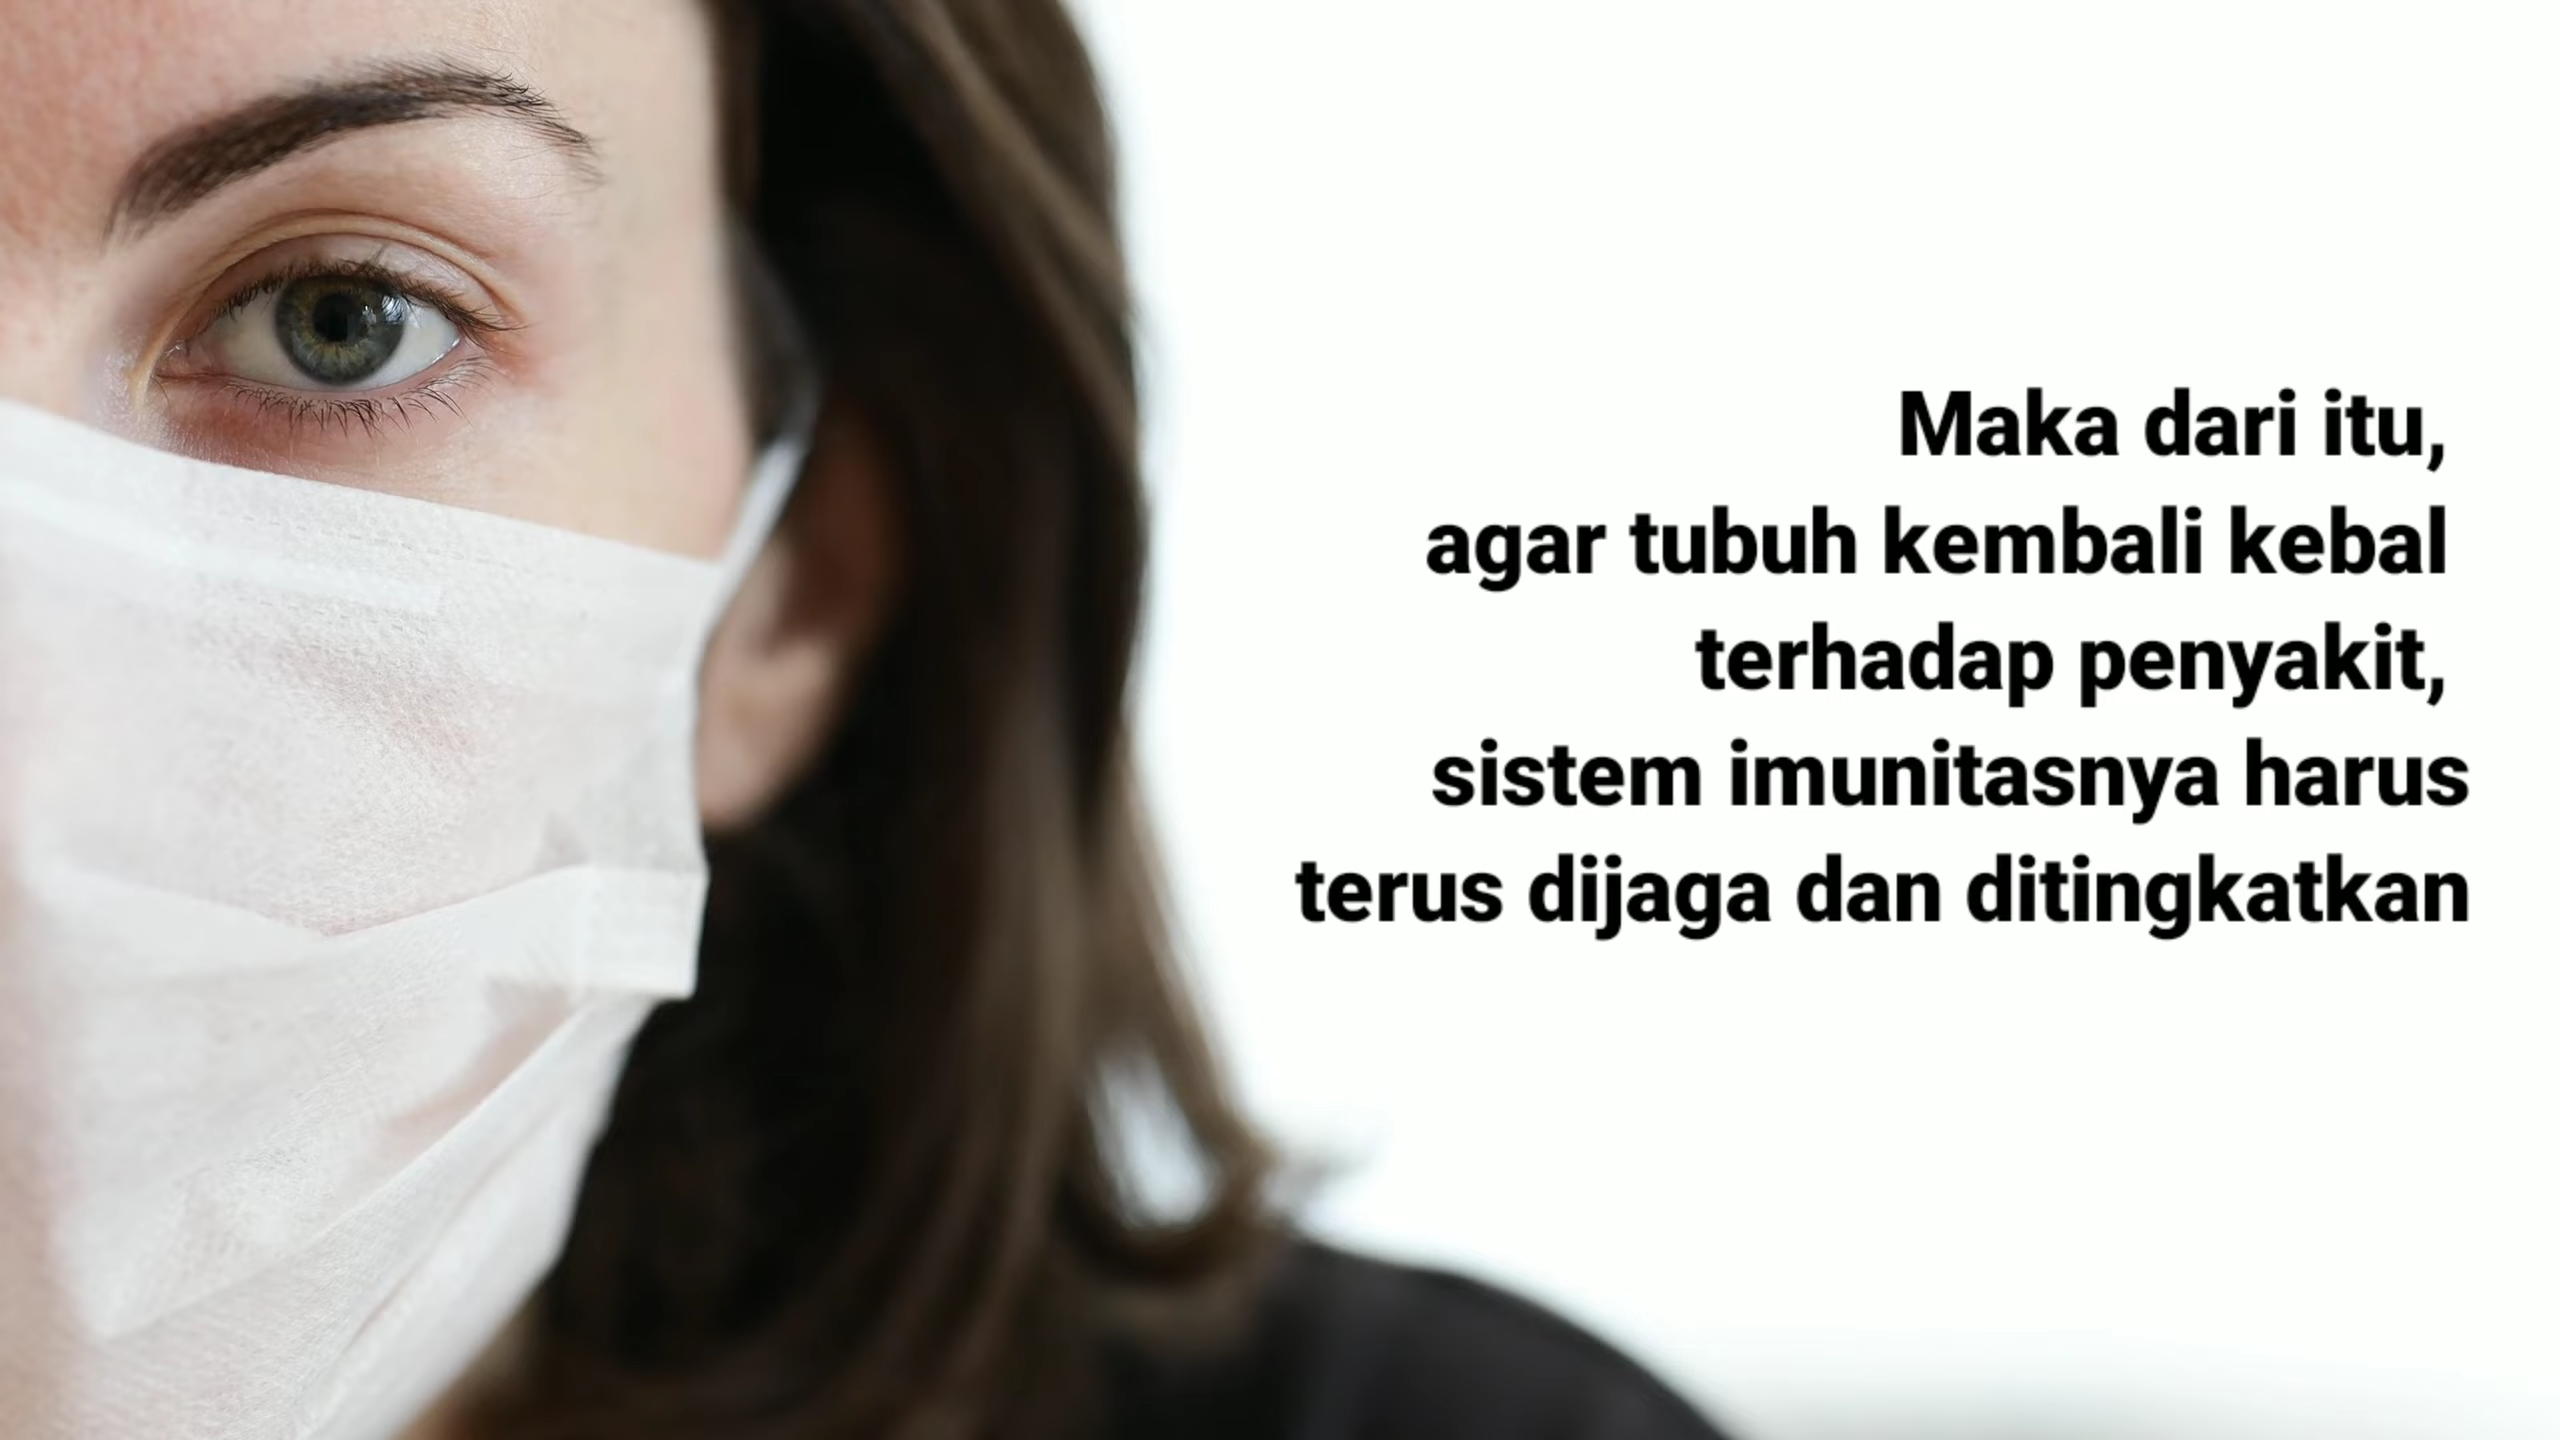 Maka dari itu,
agar tubuh kembali kebal
terhadap penyakit,
sistem imunitasnya harus
terus dijaga dan ditingkatkan